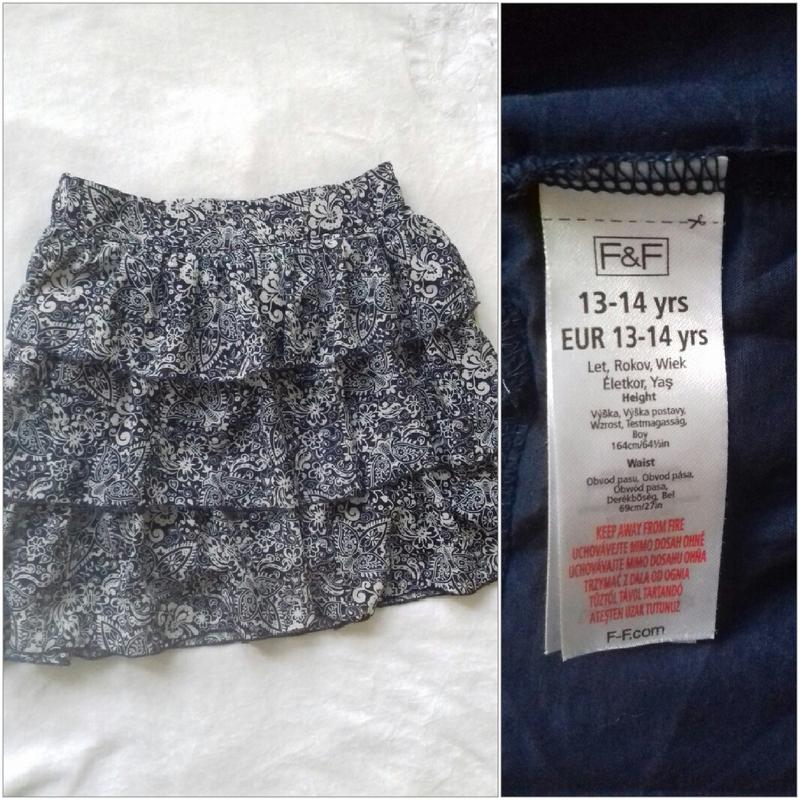 F&F
13-14 yrs
EUR 13-14 yrs
Let, Rokov, Wiek
Életkor, Yaş
Height
Výška, Výška postavy,
Wzrost, Testmagasság,
Boy
164cm/64½in
Waist
Obvod pasu, Obvod pása,
Obwód pasa,
Derékbőség, Bel
69cm/27in
KEEP AWAY FROM FIRE
UCHOVÁVEJTE MIMO DOSAH OHNĚ
UCHOVÁVAJTE MIMO DOSAHU OHŇA
TRZYMAĆ Z DALA OD OGNIA
TŰZTŐL TÁVOL TARTANDÓ
ATEŞTEN UZAK TUTUNUZ
F-F.com